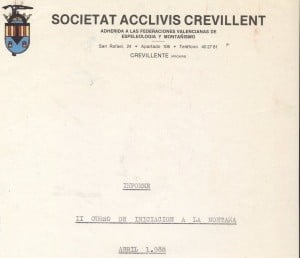 SOCIETAT ACCLIVIS CREVILLENT
ADHERIDA A LAS FEDERACIONES VALENCIANAS DE
ESPELEOLOGIA Y MONTAÑISMO
San Rafael, 24 • Apartado 106 • Teléfono 40 27 81
CREVILLENTE (ALICANTE)
INFORME
II CURSO DE INICIACION A LA MONTAÑA
ABRIL 1.988